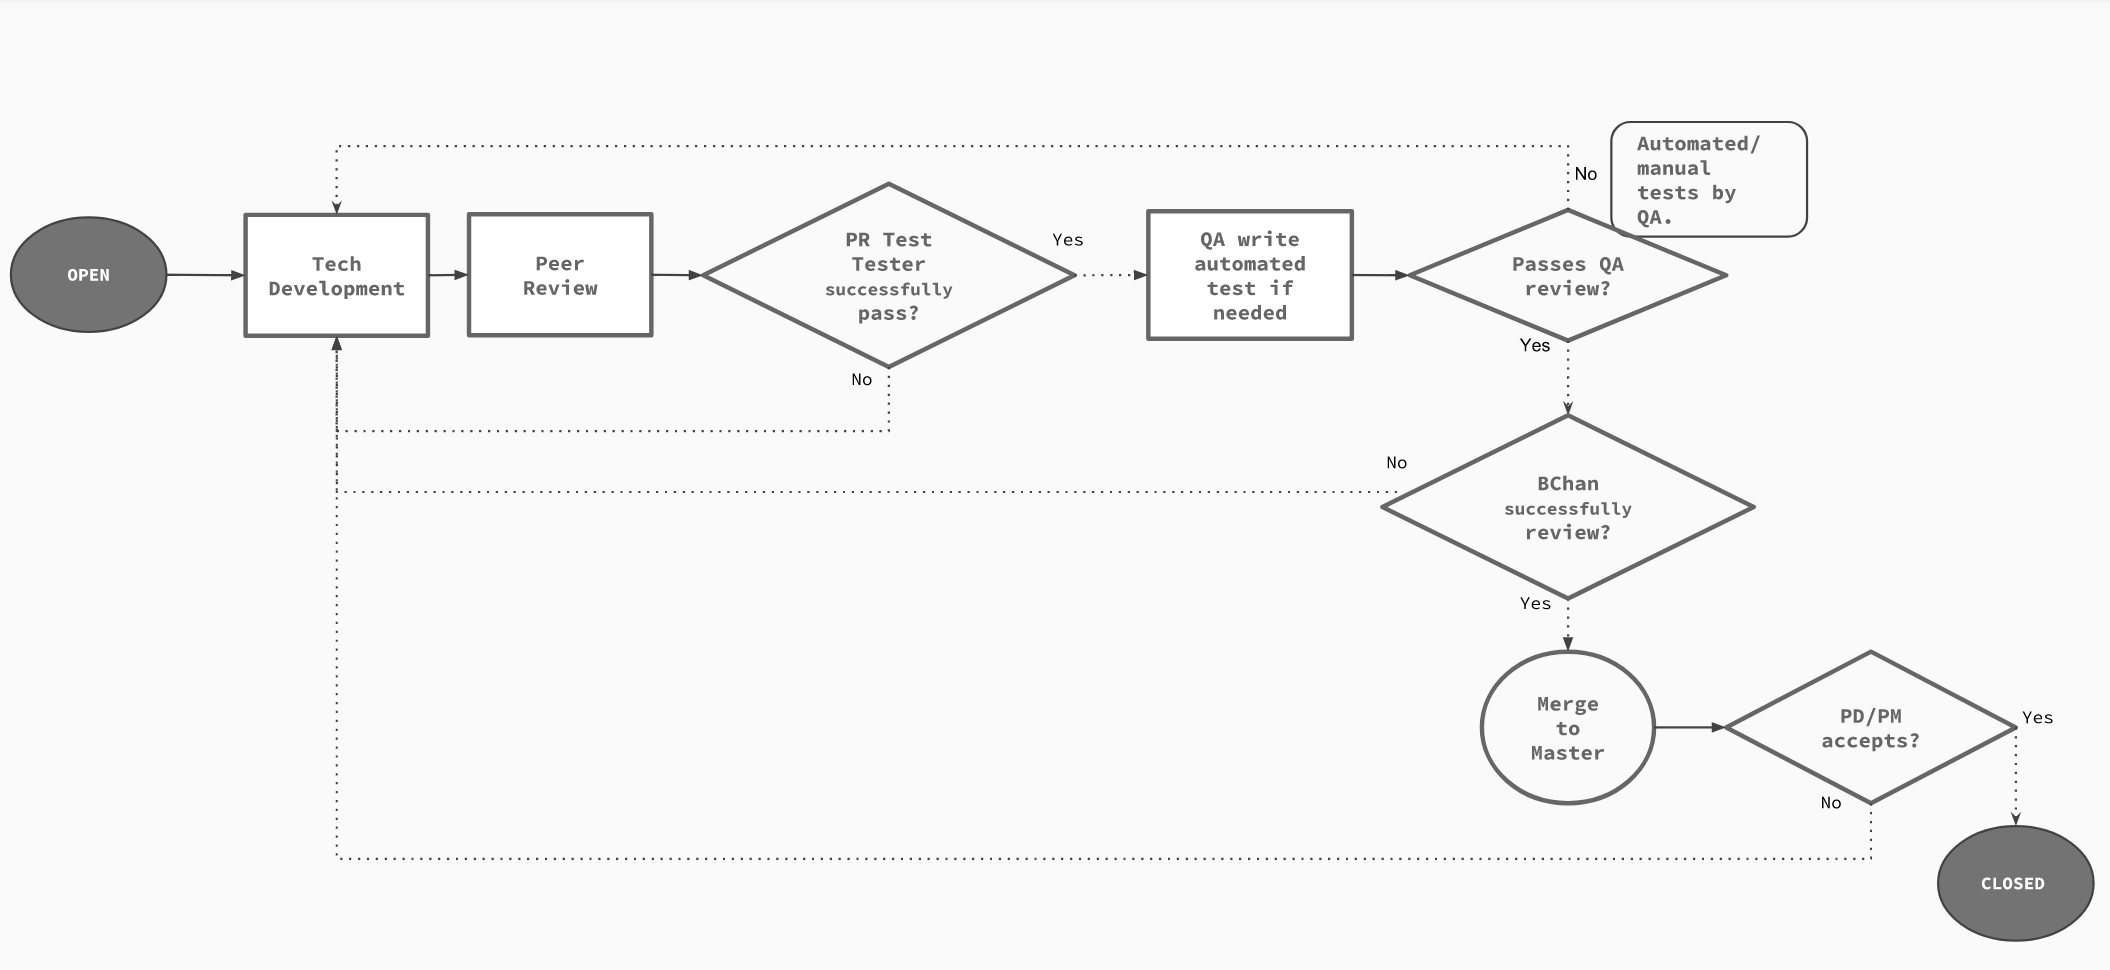 OPEN
Tech
Development
Peer
Review
PR Test
Tester
successfully
pass?
Yes
No
QA write
automated
test if
needed
Passes QA
review?
No
Automated/
manual
tests by
QA.
Yes
BChan
successfully
review?
No
Yes
Merge
to
Master
PD/PM
accepts?
Yes
No
CLOSED